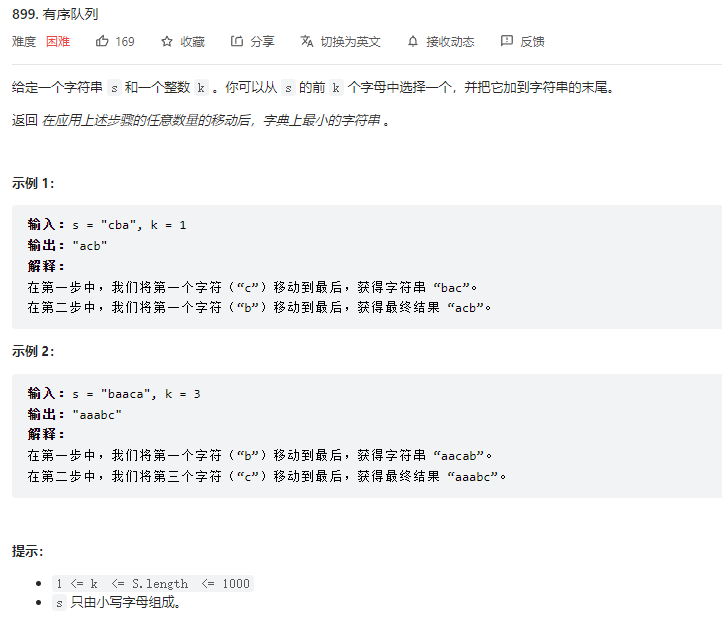 899. 有序队列
难度 困难 169 收藏 分享 切换为英文 接收动态 反馈
给定一个字符串 s 和一个整数 k 。你可以从 s 的前 k 个字母中选择一个，并把它加到字符串的末尾。
返回 在应用上述步骤的任意数量的移动后，字典上最小的字符串 。
示例 1：
输入：s = "cba", k = 1
输出："acb"
解释：
在第一步中，我们将第一个字符（“c”）移动到最后，获得字符串 “bac”。
在第二步中，我们将第一个字符（“b”）移动到最后，获得最终结果 “acb”。
示例 2：
输入：s = "baaca", k = 3
输出："aaabc"
解释：
在第一步中，我们将第一个字符（“b”）移动到最后，获得字符串 “aacab”。
在第二步中，我们将第三个字符（“c”）移动到最后，获得最终结果 “aaabc”。
提示：
1 <= k <= S.length <= 1000
s 只由小写字母组成。